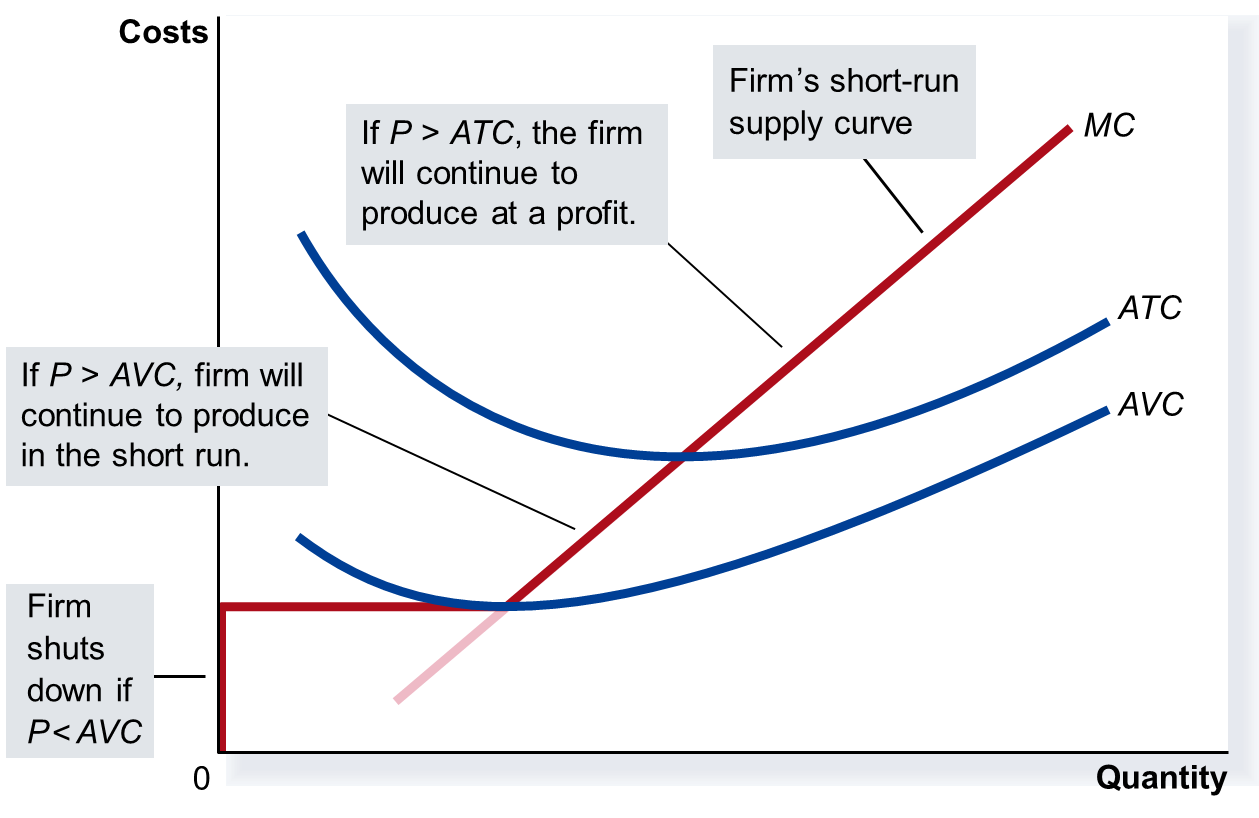 Costs
Firm’s short-run
supply curve
MC
If P > ATC, the firm
will continue to
produce at a profit.
ATC
If P > AVC, firm will
continue to produce
in the short run.
AVC
Firm
shuts
down if
P< AVC
0
Quantity